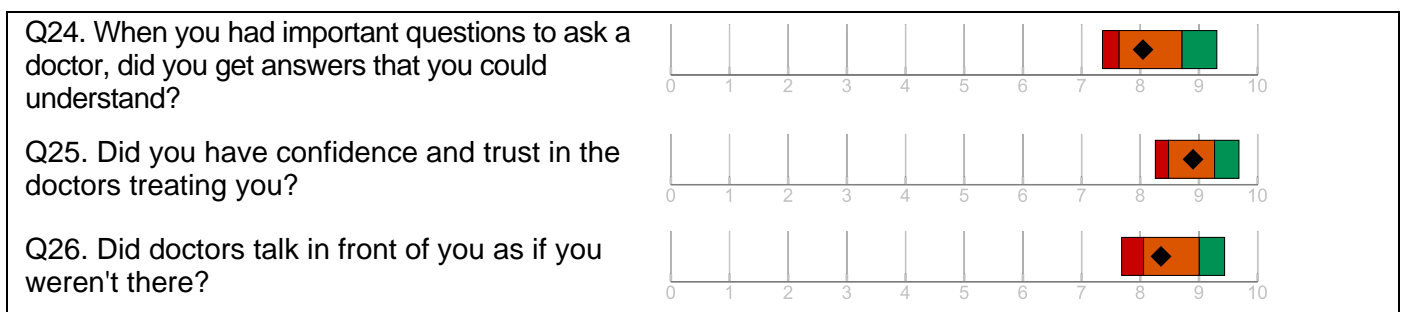 Q24. When you had important questions to ask a
doctor, did you get answers that you could
understand?
0 1 2 3 4 5 6 7 8 9 10
Q25. Did you have confidence and trust in the
doctors treating you?
0 1 2 3 4 5 6 7 8 9 10
Q26. Did doctors talk in front of you as if you
weren't there?
0 1 2 3 4 5 6 7 8 9 10